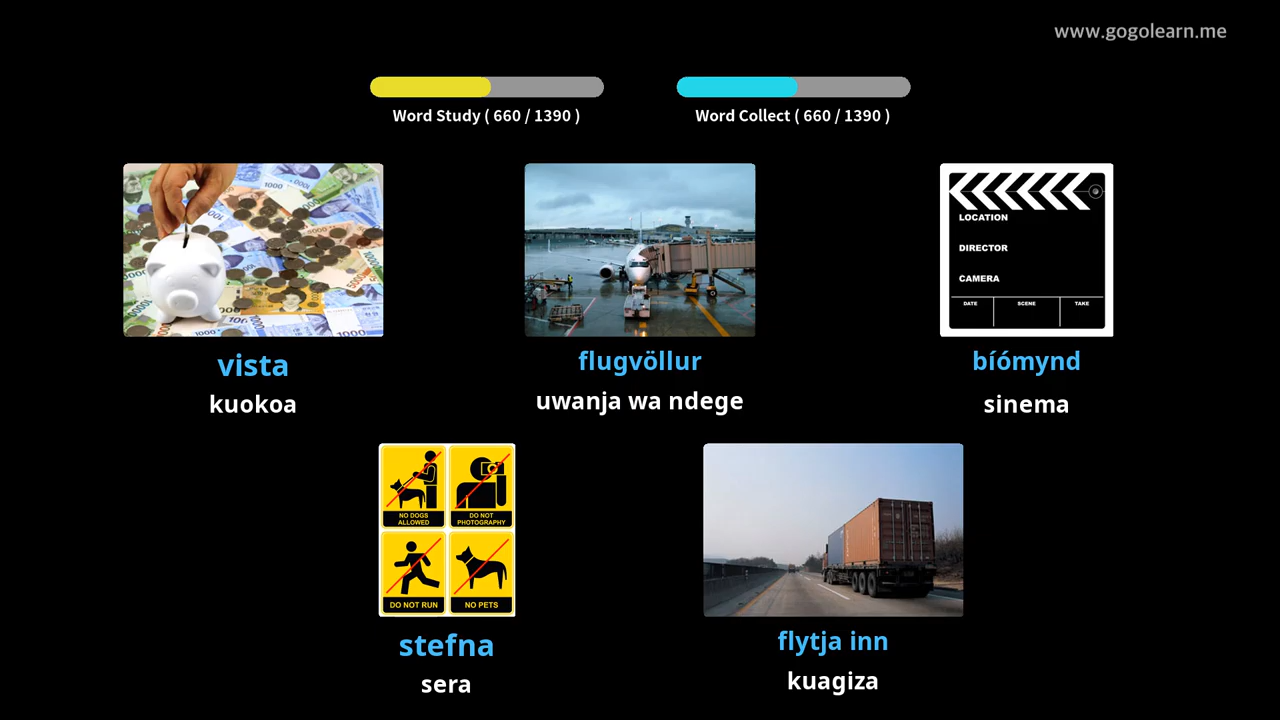 www.gogolearn.me
Word Study ( 660 / 1390 )
Word Collect ( 660 / 1390 )
LOCATION
DIRECTOR
CAMERA
DATE SCENE TAKE
vista
kuokoa
flugvöllur
uwanja wa ndege
bíómynd
sinema
NO DOGS
ALLOWED
DO NOT
PHOTOGRAPHY
DO NOT RUN
NO PETS
stefna
sera
flytja inn
kuagiza